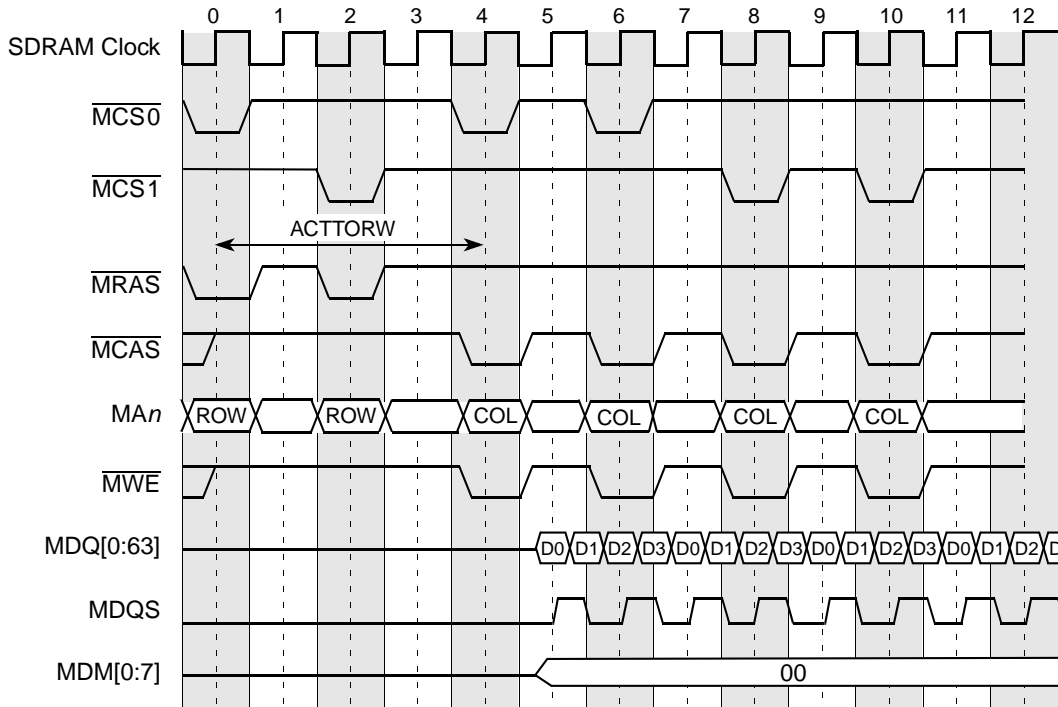 0 1 2 3 4 5 6 7 8 9 10 11 12
SDRAM Clock
MCS0
MCS1
ACTTORW
MRAS
MCAS
MAn ROW ROW COL COL COL COL
MWE
MDQ[0:63] D0 D1 D2 D3 D0 D1 D2 D3 D0 D1 D2 D3 D0 D1 D2 D
MDQS
MDM[0:7] 00